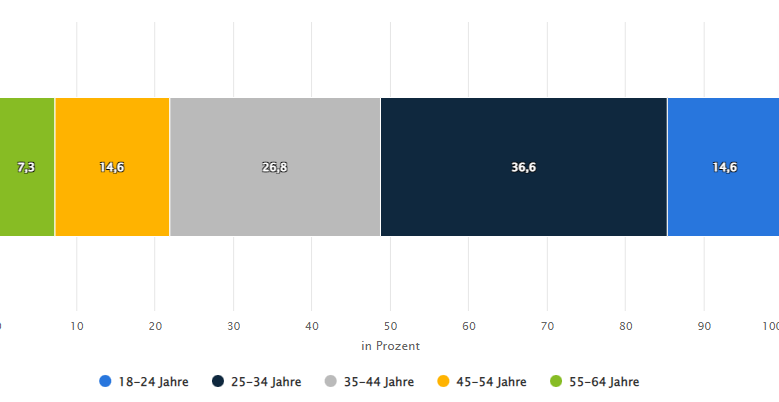 7,3 14,6 26,8 36,6 14,6
0 10 20 30 40 50 60 70 80 90 100
in Prozent
18–24 Jahre 25–34 Jahre 35–44 Jahre 45–54 Jahre 55–64 Jahre